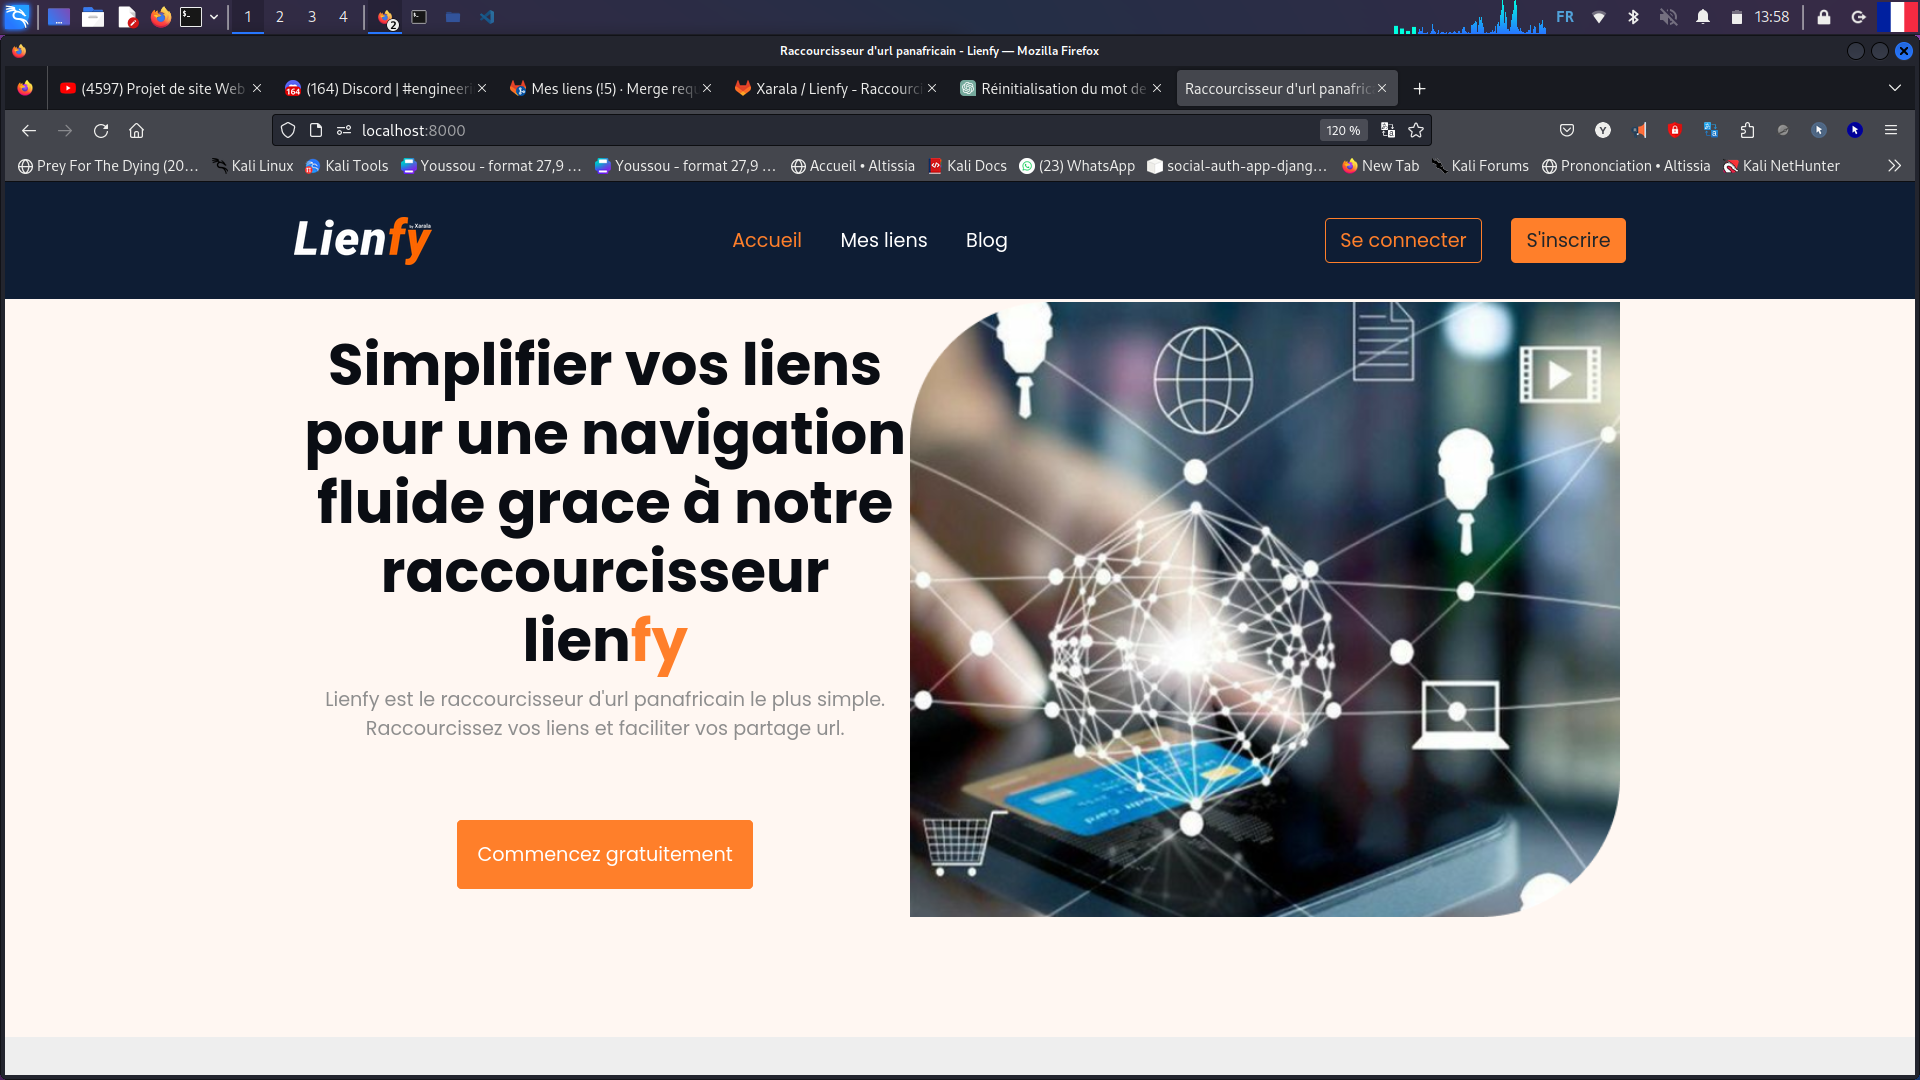 1
2
3
4
2
FR
13:58
Raccourcisseur d'url panafricain - Lienfy — Mozilla Firefox
(4597) Projet de site Web
164
(164) Discord | #engineeri
Mes liens (!5) · Merge requ
Xarala / Lienfy - Raccourci
Réinitialisation du mot de
Raccourcisseur d'url panafric
localhost:8000
120 %
Y
Prey For The Dying (20…
Kali Linux
Kali Tools
Youssou - format 27,9 …
Youssou - format 27,9 …
Accueil • Altissia
Kali Docs
(23) WhatsApp
social-auth-app-djang…
New Tab
Kali Forums
Prononciation • Altissia
Kali NetHunter
Lienfy
by Xarala
Accueil
Mes liens
Blog
Se connecter
S'inscrire
Simplifier vos liens
pour une navigation
fluide grace à notre
raccourcisseur
lienfy
Lienfy est le raccourcisseur d'url panafricain le plus simple.
Raccourcissez vos liens et faciliter vos partage url.
Commencez gratuitement
Credit Card